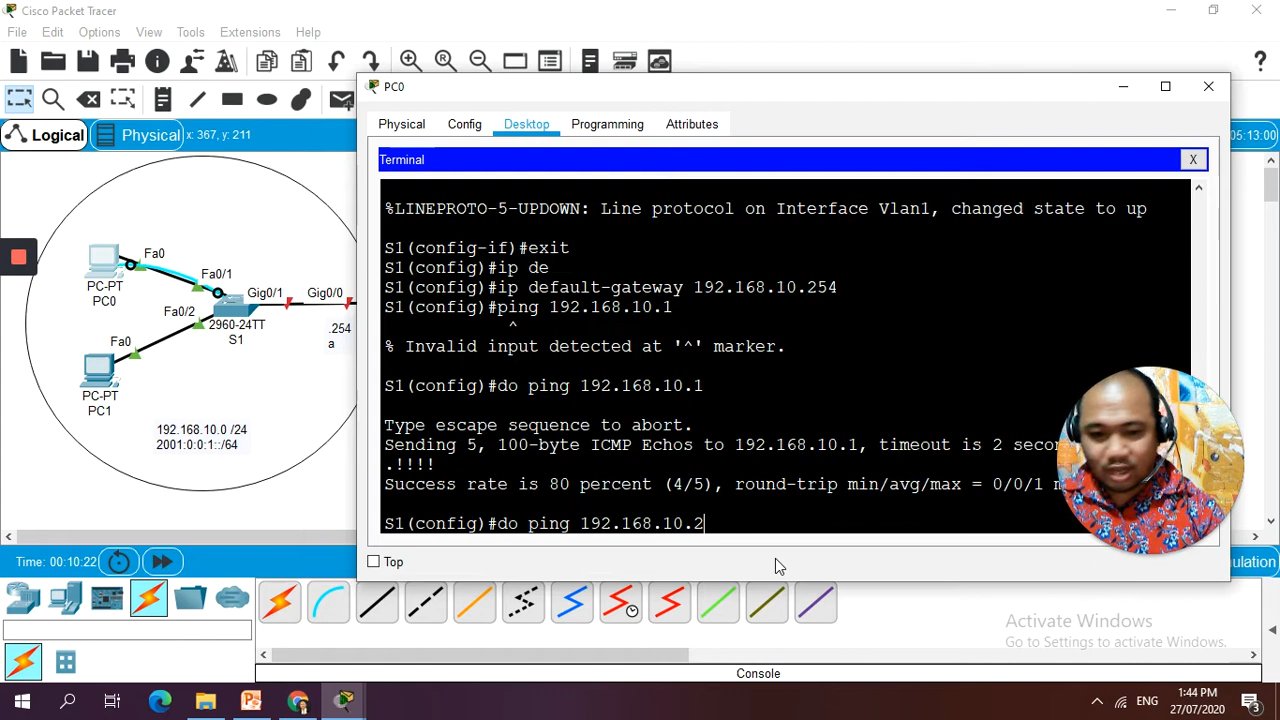 Cisco Packet Tracer
File Edit Options View Tools Extensions Help
Logical Physical x: 367, y: 211
05:13:00
PC0
Physical Config Desktop Programming Attributes
Terminal
X
%LINEPROTO-5-UPDOWN: Line protocol on Interface Vlan1, changed state to up
S1(config-if)#exit
S1(config)#ip de
S1(config)#ip default-gateway 192.168.10.254
S1(config)#ping 192.168.10.1
^
% Invalid input detected at '^' marker.
S1(config)#do ping 192.168.10.1
Type escape sequence to abort.
Sending 5, 100-byte ICMP Echos to 192.168.10.1, timeout is 2
.!!!!
Success rate is 80 percent (4/5), round-trip min/avg/max = 0/0/1
S1(config)#do ping 192.168.10.2
Top
Fa0
Fa0/1
PC-PT
PC0
Gig0/1
Gig0/0
Fa0/2
2960-24TT
S1
.254
a
Fa0
PC-PT
PC1
192.168.10.0 /24
2001:0:0:1::/64
Time: 00:10:22
Console
Activate Windows
Go to Settings to activate Windows.
ENG
1:44 PM
27/07/2020
3